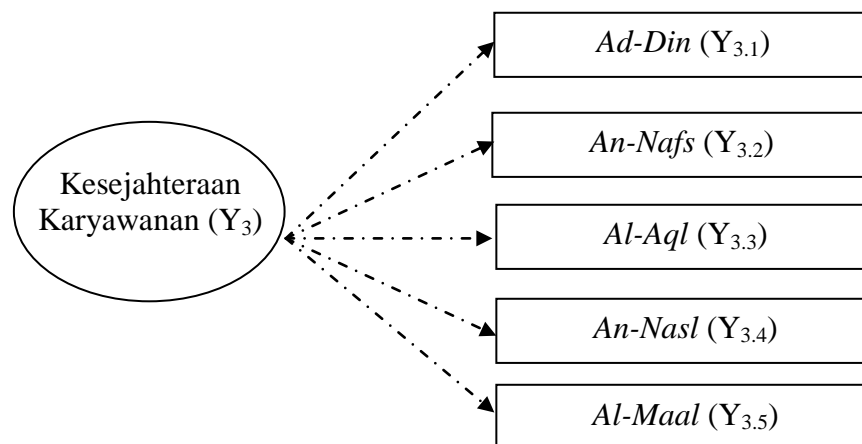 Kesejahteraan
Karyawanan (Y₃)
Ad-Din (Y₃.₁)
An-Nafs (Y₃.₂)
Al-Aql (Y₃.₃)
An-Nasl (Y₃.₄)
Al-Maal (Y₃.₅)